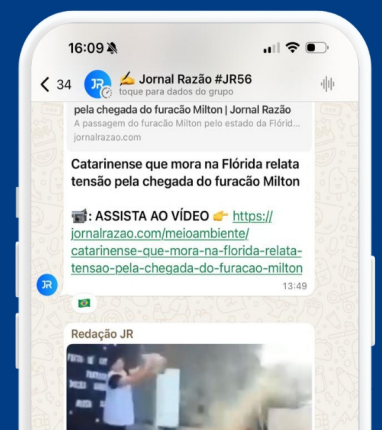 16:09
34
JR
✍️ Jornal Razão #JR56
toque para dados do grupo
pela chegada do furacão Milton | Jornal Razão
A passagem do furacão Milton pelo estado da Flórid...
jornalrazao.com
Catarinense que mora na Flórida relata
tensão pela chegada do furacão Milton
📹: ASSISTA AO VÍDEO 👉 https://
jornalrazao.com/meioambiente/
catarinense-que-mora-na-florida-relata-
tensao-pela-chegada-do-furacao-milton
13:49
JR
Redação JR